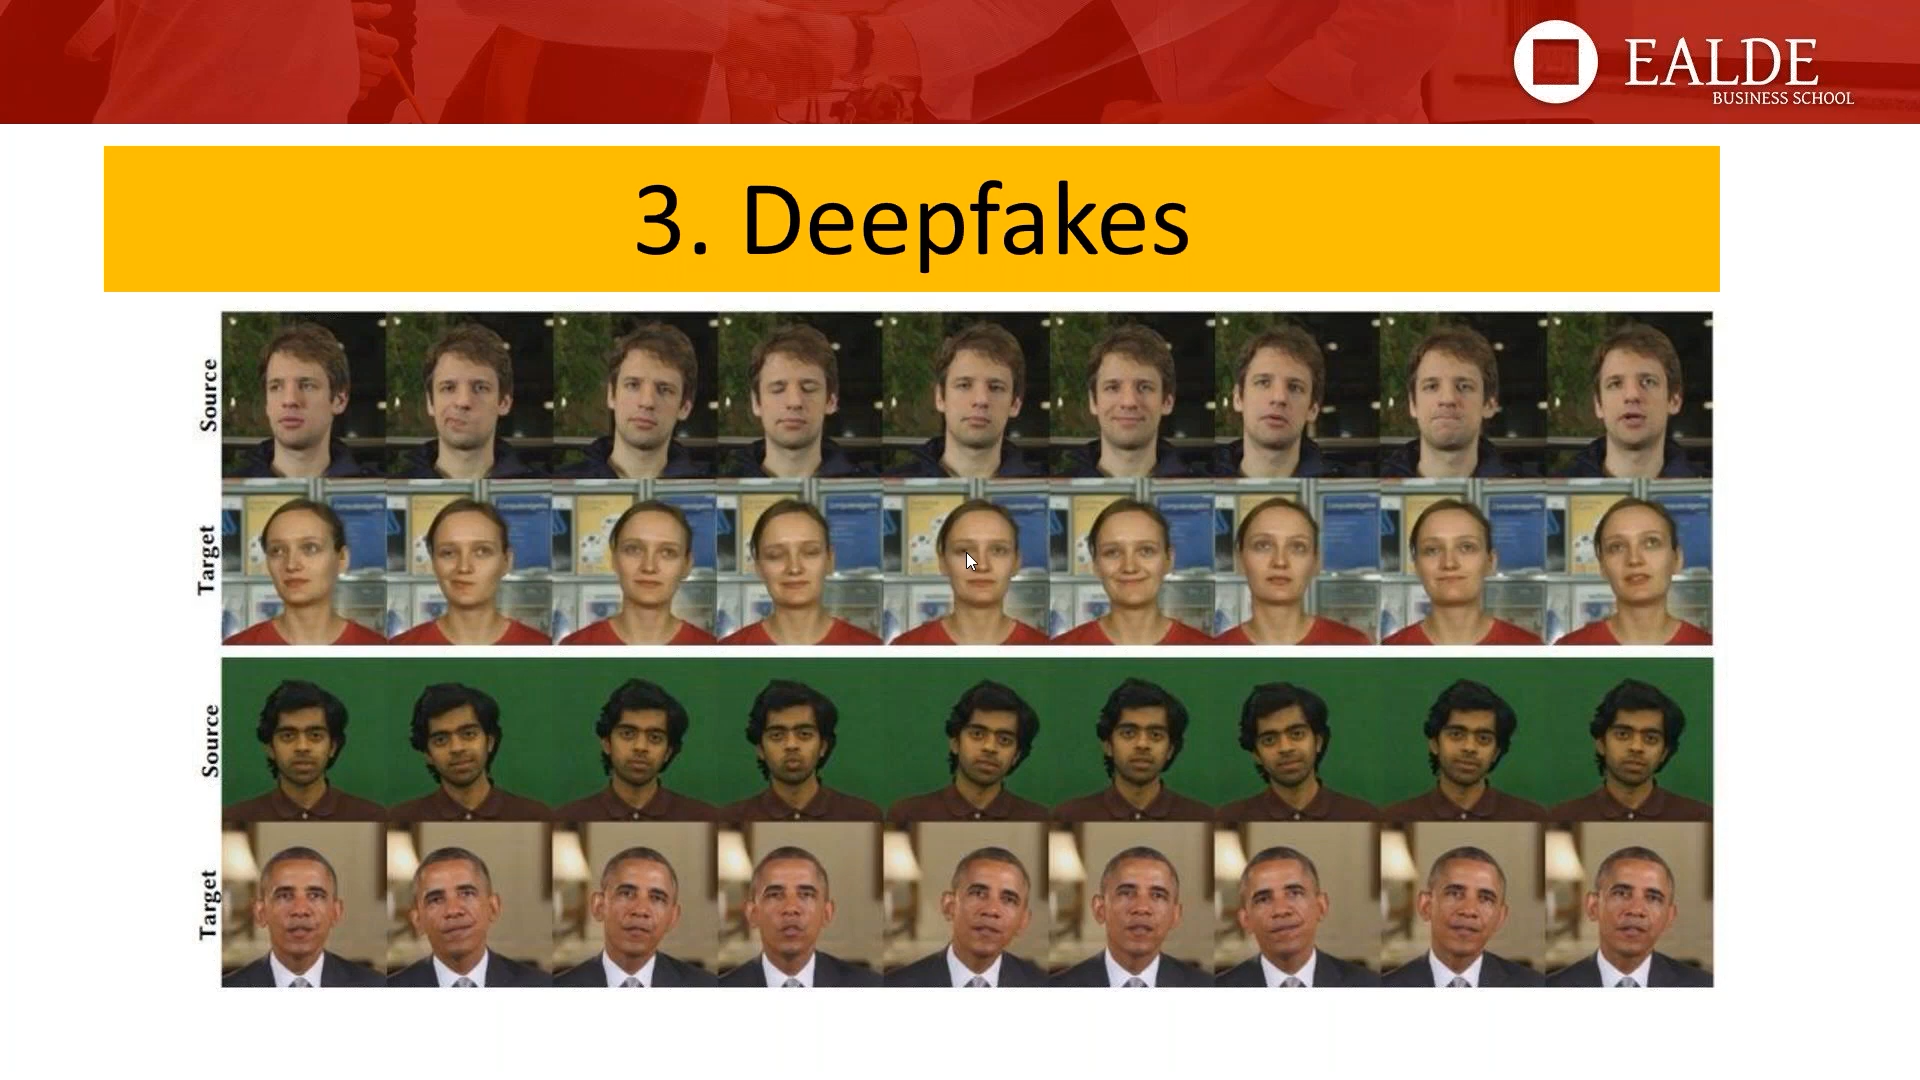 EALDE
BUSINESS SCHOOL
3. Deepfakes
Source
Target
Source
Target